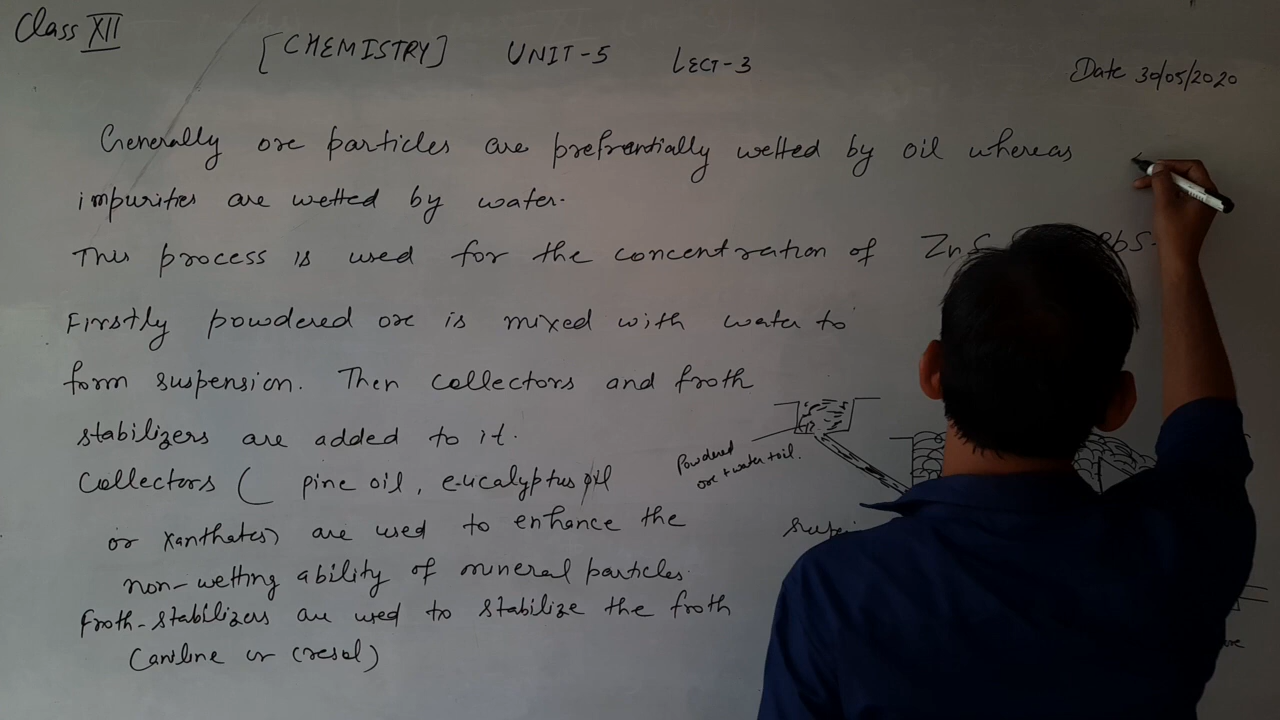 Class XII
[CHEMISTRY] UNIT-5 LECT-3
Date 30/05/2020
Generally ore particles are prefrentially wetted by oil whereas
impurities are wetted by water.
This process is used for the concentration of ZnS PbS.
Firstly powdered ore is mixed with water to
form suspension. Then collectors and froth
stabilizers are added to it.
Collectors ( pine oil, eucalyptus oil
or xanthates) are used to enhance the
non-wetting ability of mineral particles.
Froth-stabilizers are used to stabilize the froth
(aniline or cresol)
Powdered
ore + water + oil.